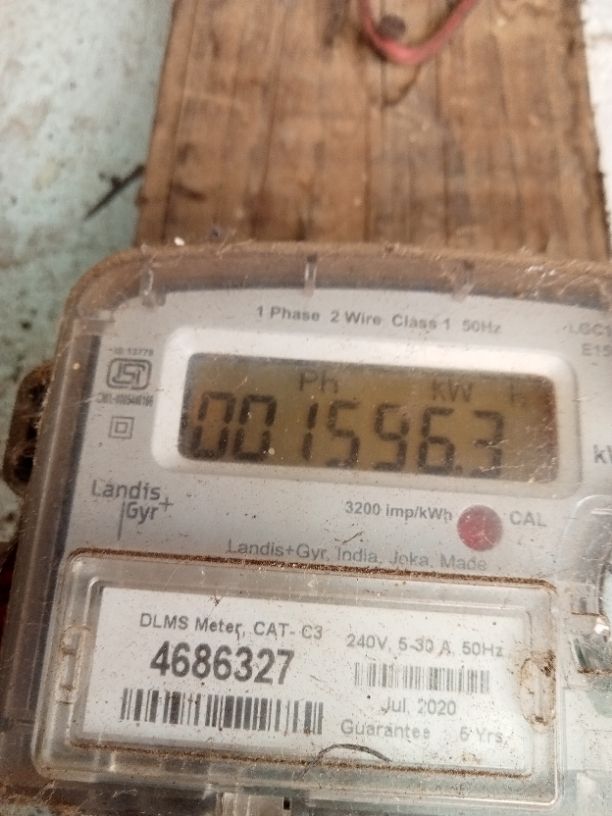 1 Phase 2 Wire Class 1 50Hz
Ph kW h
001596.3
Landis
Gyr+
3200 imp/kWh
CAL
Landis+Gyr, India, Joka, Made
DLMS Meter, CAT- C3
4686327
240V, 5-30 A, 50Hz
Jul, 2020
Guarantee 5 Yrs.